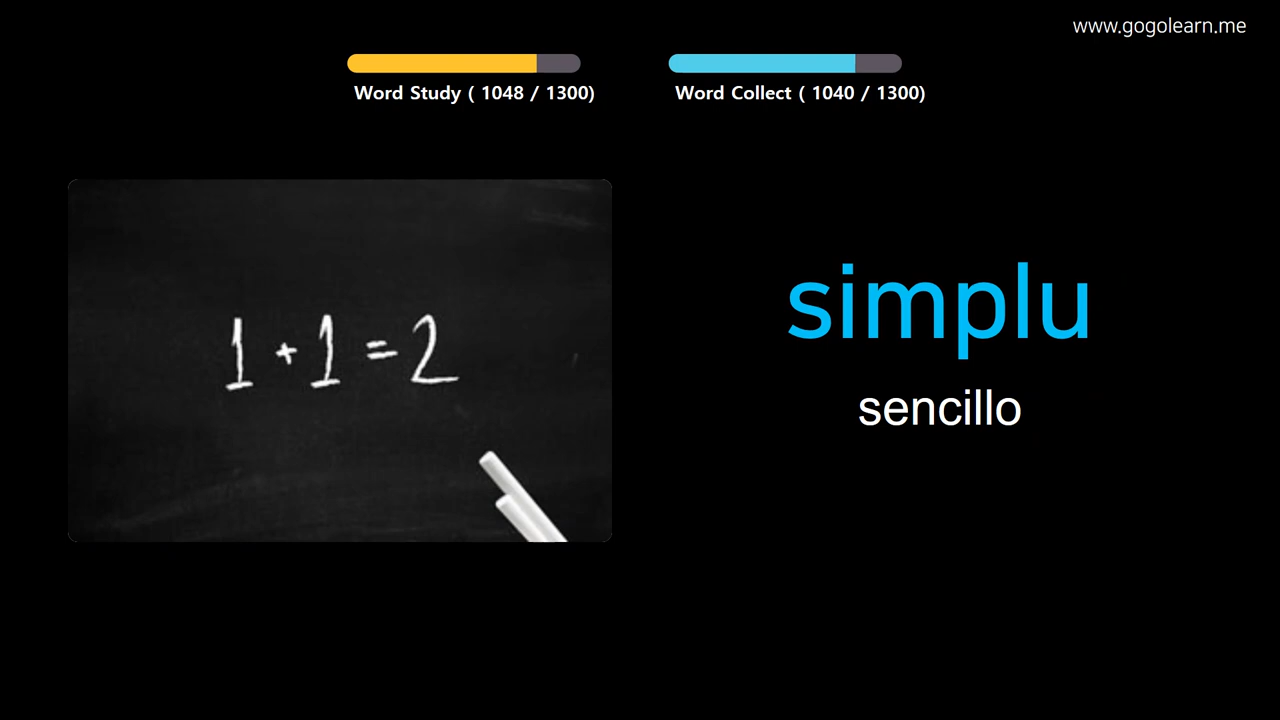 www.gogolearn.me
Word Study ( 1048 / 1300)
Word Collect ( 1040 / 1300)
1 + 1 = 2
simplu
sencillo